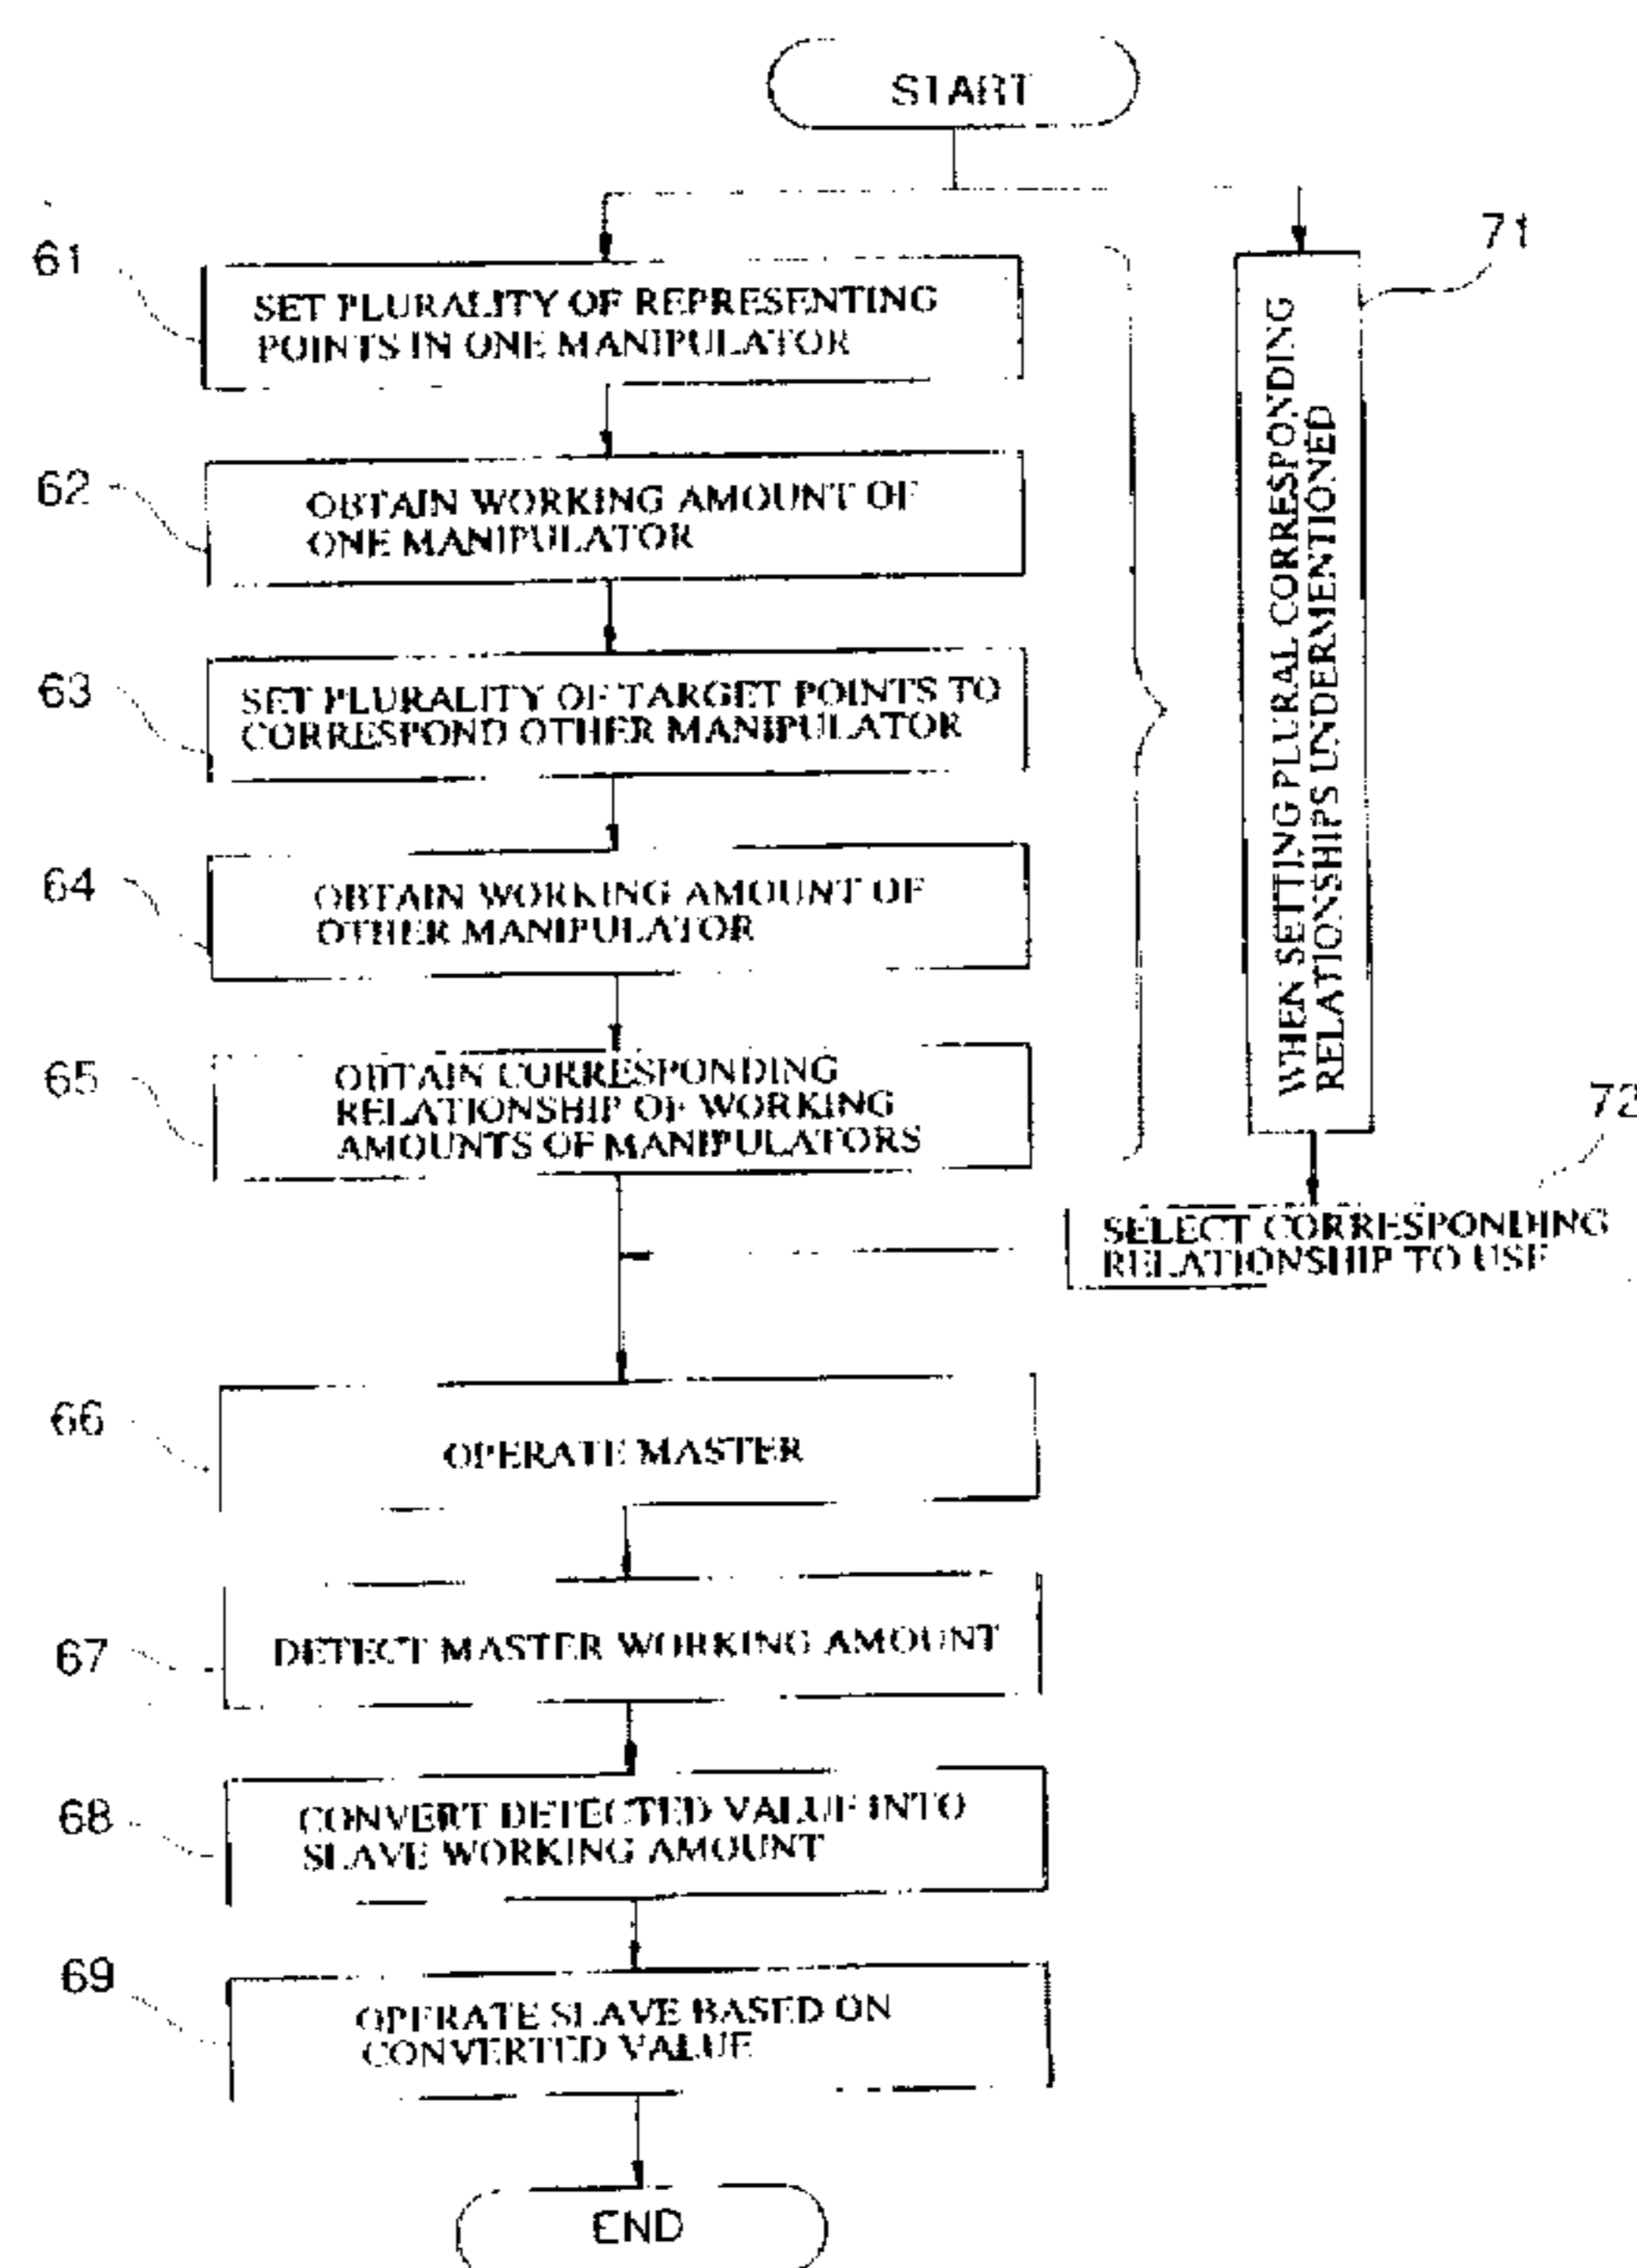 START
61
SET PLURALITY OF REPRESENTING
POINTS IN ONE MANIPULATOR
62
OBTAIN WORKING AMOUNT OF
ONE MANIPULATOR
63
SET PLURALITY OF TARGET POINTS TO
CORRESPOND OTHER MANIPULATOR
64
OBTAIN WORKING AMOUNT OF
OTHER MANIPULATOR
65
OBTAIN CORRESPONDING
RELATIONSHIP OF WORKING
AMOUNTS OF MANIPULATORS
71
WHEN SETTING PLURAL CORRESPONDING
RELATIONSHIPS UNDERMENTIONED
72
SELECT CORRESPONDING
RELATIONSHIP TO USE
66
OPERATE MASTER
67
DETECT MASTER WORKING AMOUNT
68
CONVERT DETECTED VALUE INTO
SLAVE WORKING AMOUNT
69
OPERATE SLAVE BASED ON
CONVERTED VALUE
END